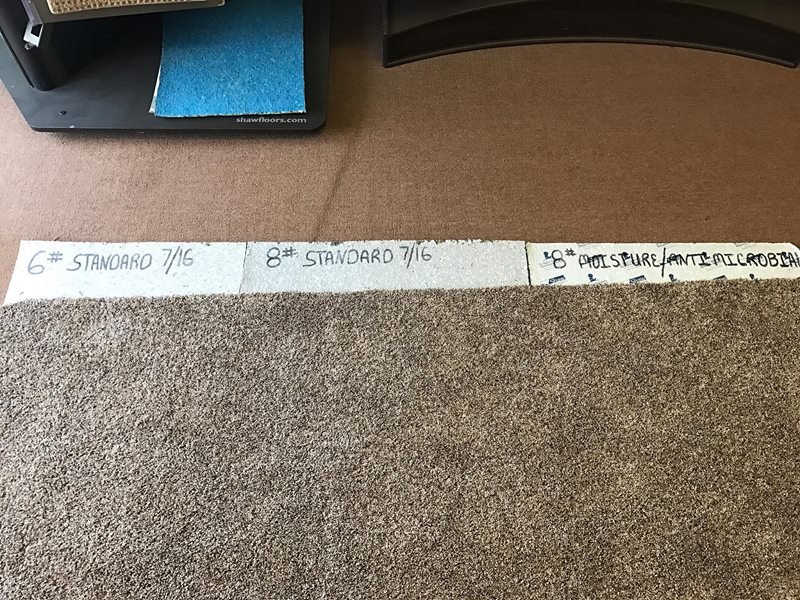 shawfloors.com
6# STANDARD 7/16
8# STANDARD 7/16
8# MOISTURE/ANTIMICROBIAL